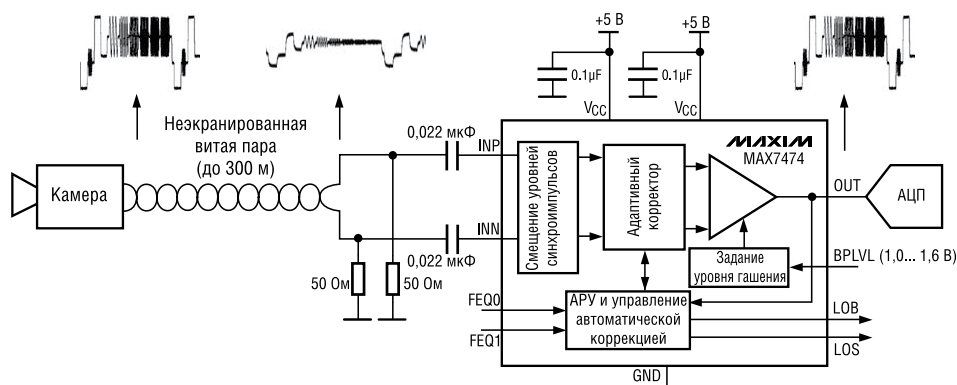 +5 В
+5 В
0.1µF
0.1µF
VCC
VCC
Неэкранированная
витая пара
(до 300 м)
0,022 мкФ
INP
MAXIM
MAX7474
Камера
Смещение уровней
синхроимпульсов
Адаптивный
корректор
OUT
АЦП
INN
0,022 мкФ
Задание
уровня гашения
BPLVL (1,0... 1,6 В)
50 Ом
50 Ом
FEQ0
АРУ и управление
автоматической
коррекцией
LOB
FEQ1
LOS
GND